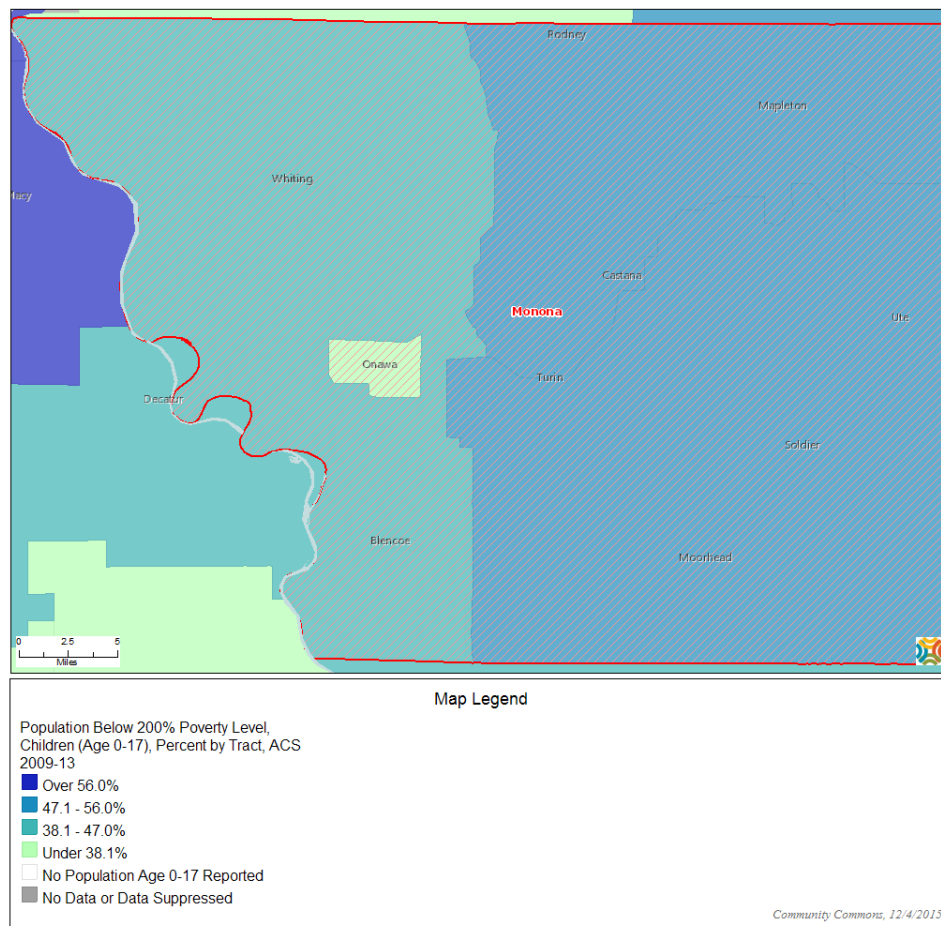 Rodney
Mapleton
Whiting
Macy
Castana
Monona
Ute
Onawa
Turin
Decatur
Soldier
Blencoe
Moorhead
0 2.5 5
Miles
Map Legend
Population Below 200% Poverty Level,
Children (Age 0-17), Percent by Tract, ACS
2009-13
Over 56.0%
47.1 - 56.0%
38.1 - 47.0%
Under 38.1%
No Population Age 0-17 Reported
No Data or Data Suppressed
Community Commons, 12/4/2015